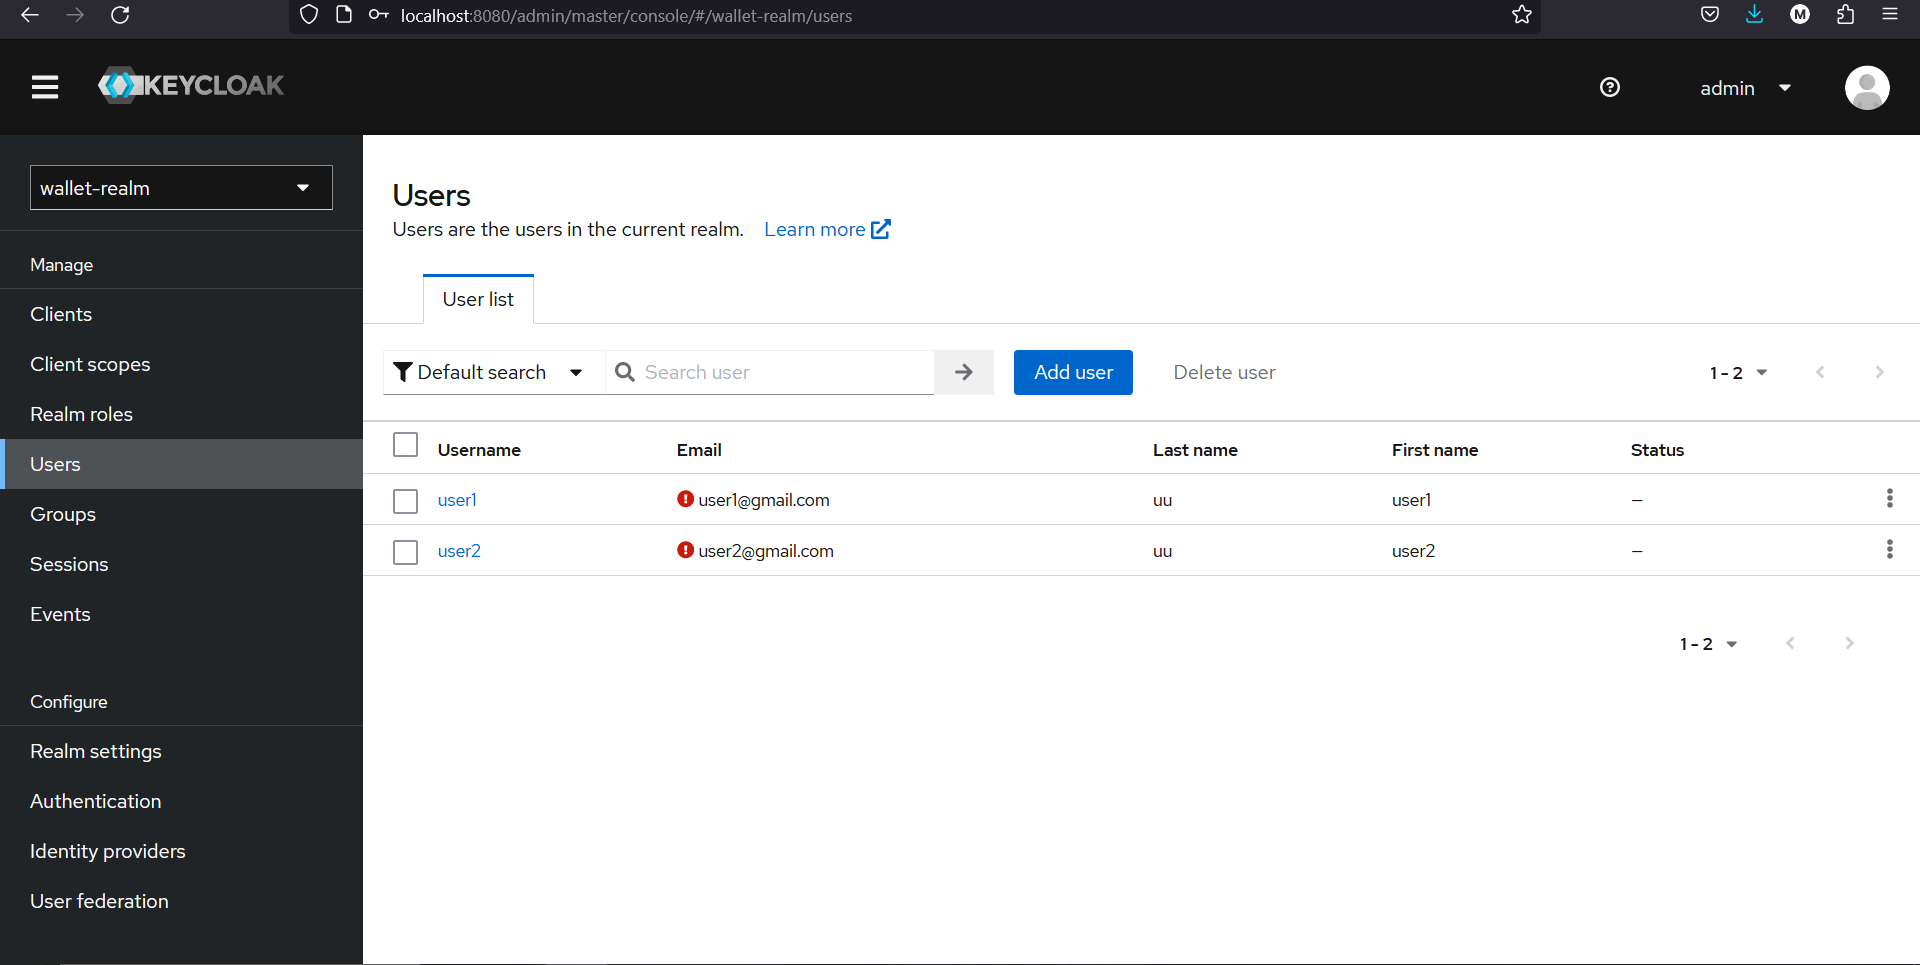 localhost:8080/admin/master/console/#/wallet-realm/users
M
KEYCLOAK
admin
wallet-realm
Manage
Clients
Client scopes
Realm roles
Users
Groups
Sessions
Events
Configure
Realm settings
Authentication
Identity providers
User federation
Users
Users are the users in the current realm. Learn more
User list
Default search Search user Add user Delete user 1 - 2
Username Email Last name First name Status
user1 user1@gmail.com uu user1 –
user2 user2@gmail.com uu user2 –
1 - 2